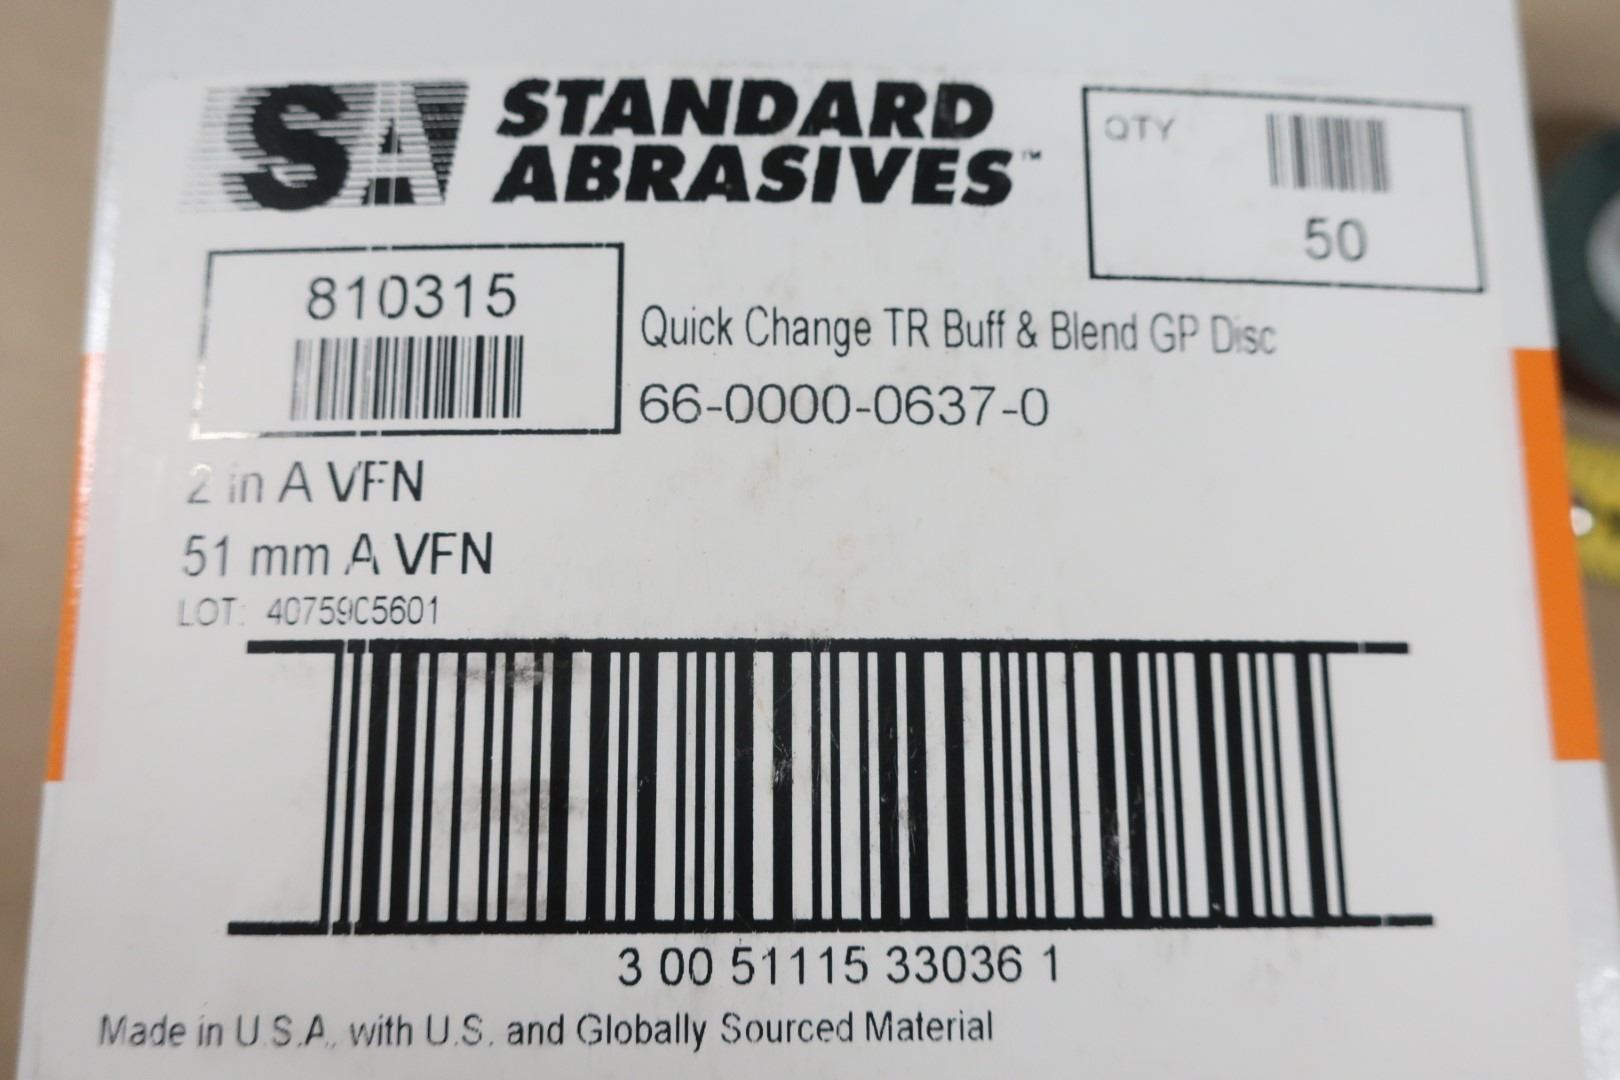 SA STANDARD
ABRASIVES™
QTY
50
810315
Quick Change TR Buff & Blend GP Disc
66-0000-0637-0
2 in A VFN
51 mm A VFN
LOT: 40759C5601
3 00 51115 33036 1
Made in U.S.A. with U.S. and Globally Sourced Material